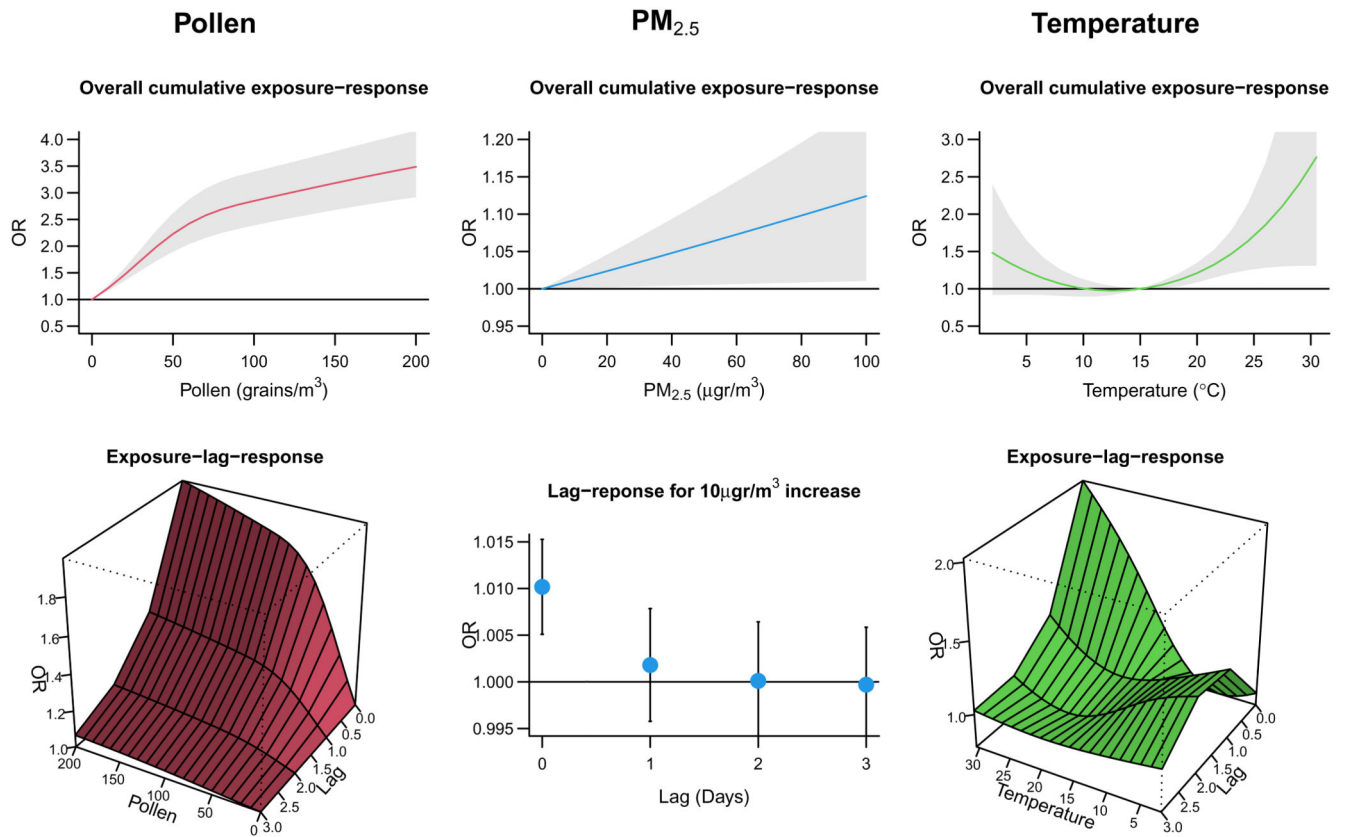 Pollen
PM2.5
Temperature
Overall cumulative exposure−response
Overall cumulative exposure−response
Overall cumulative exposure−response
OR
4.0
3.5
3.0
2.5
2.0
1.5
1.0
0.5
0 50 100 150 200
Pollen (grains/m3)
OR
1.20
1.15
1.10
1.05
1.00
0.95
0 20 40 60 80 100
PM2.5 (μgr/m3)
OR
3.0
2.5
2.0
1.5
1.0
0.5
5 10 15 20 25 30
Temperature (°C)
Exposure−lag−response
OR
1.8
1.6
1.4
1.2
1.0
200 150 100 50 0
Pollen
0.0
0.5
1.0
1.5
2.0
2.5
3.0
Lag
Lag−reponse for 10μgr/m3 increase
OR
1.015
1.010
1.005
1.000
0.995
0 1 2 3
Lag (Days)
Exposure−lag−response
OR
2.0
1.5
1.0
30 25 20 15 10 5
Temperature
0.0
0.5
1.0
1.5
2.0
2.5
3.0
Lag